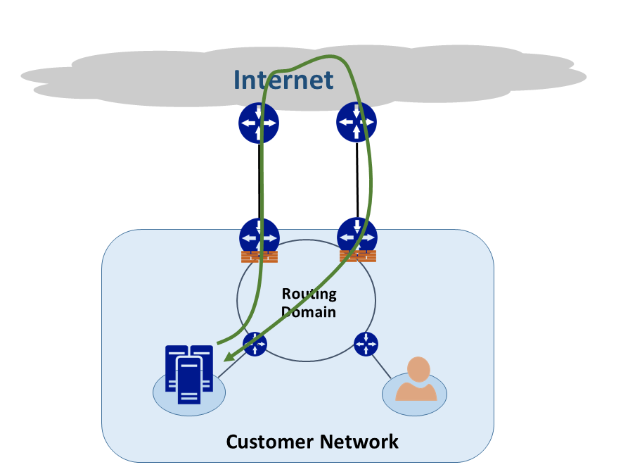 Internet
Routing
Domain
Customer Network